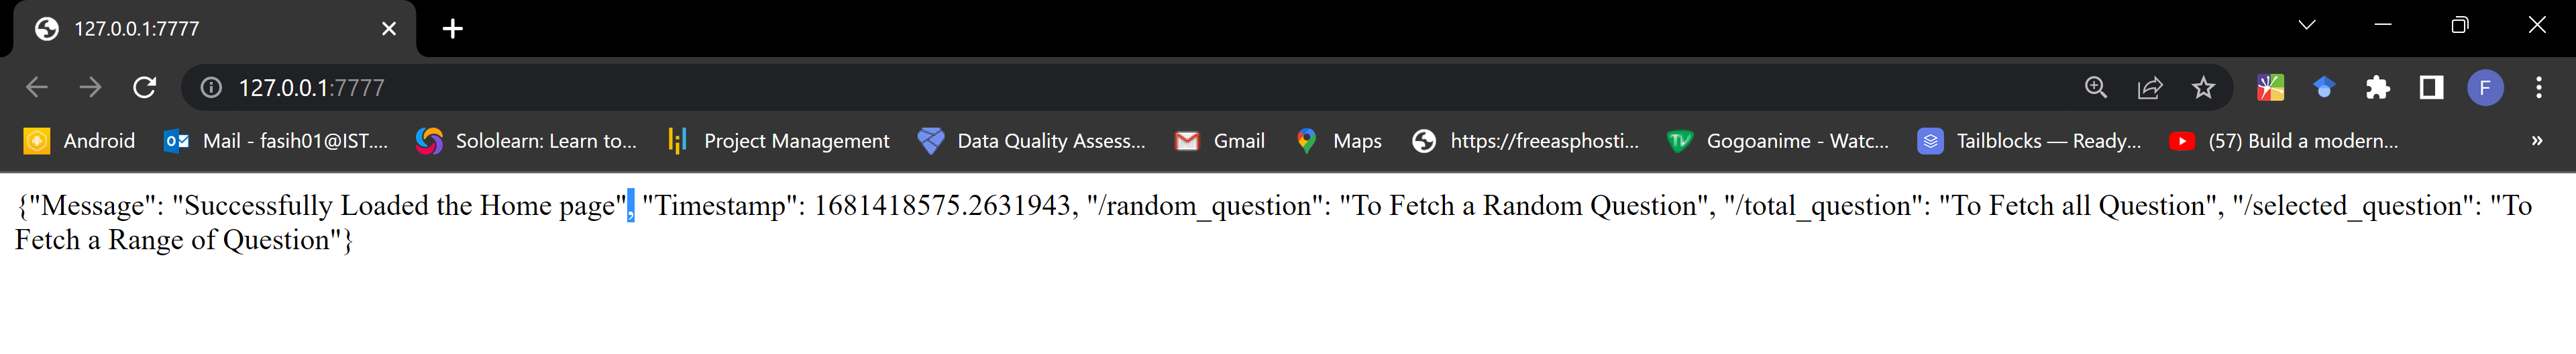 127.0.0.1:7777
127.0.0.1:7777
F
Android Mail - fasih01@IST.... Sololearn: Learn to... Project Management Data Quality Assess... Gmail Maps https://freeasphosti... Gogoanime - Watc... Tailblocks — Ready... (57) Build a modern... »
{"Message": "Successfully Loaded the Home page", "Timestamp": 1681418575.2631943, "/random_question": "To Fetch a Random Question", "/total_question": "To Fetch all Question", "/selected_question": "To
Fetch a Range of Question"}